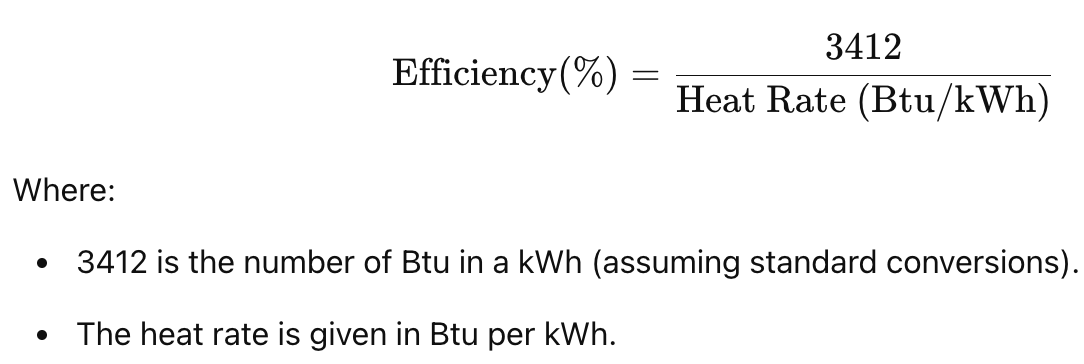 Efficiency(%) = 3412 / Heat Rate (Btu/kWh)
Where:
• 3412 is the number of Btu in a kWh (assuming standard conversions).
• The heat rate is given in Btu per kWh.